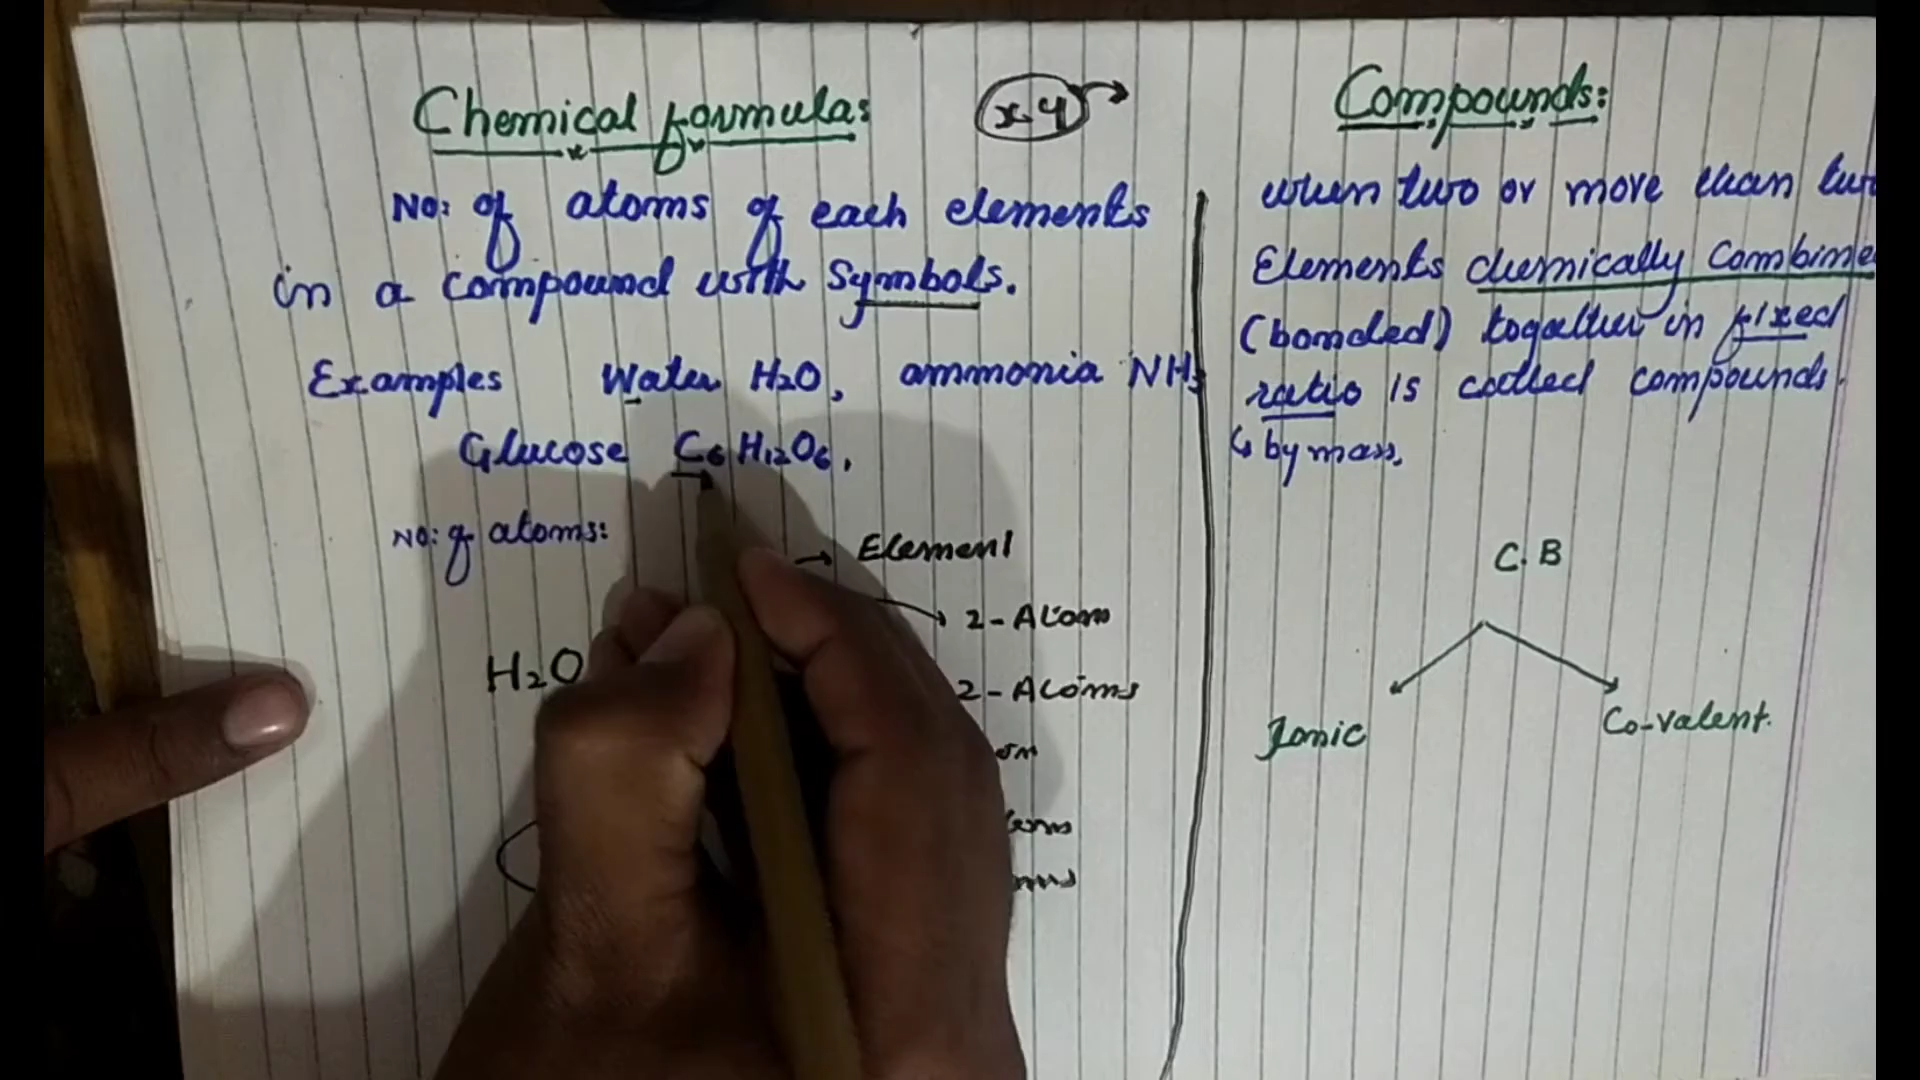 Chemical formula:
x-y
NO: of atoms of each elements
in a compound with symbols.
Examples Water H2O, ammonia NH3
Glucose C6H12O6,
NO: of atoms:
Element
2-Atom
H2O
2-Atoms
Compounds:
when two or more than two
Elements chemically combine
(bonded) together in fixed
ratio is called compounds.
by mass.
C.B
Ionic
Co-valent.